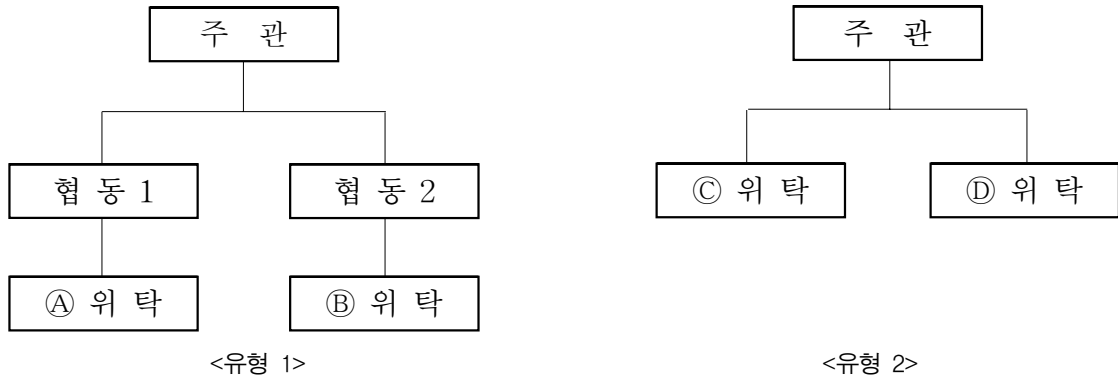 주 관 주 관
협 동 1 협 동 2 Ⓒ 위 탁 Ⓓ 위 탁
Ⓐ 위 탁 Ⓑ 위 탁
<유형 1> <유형 2>